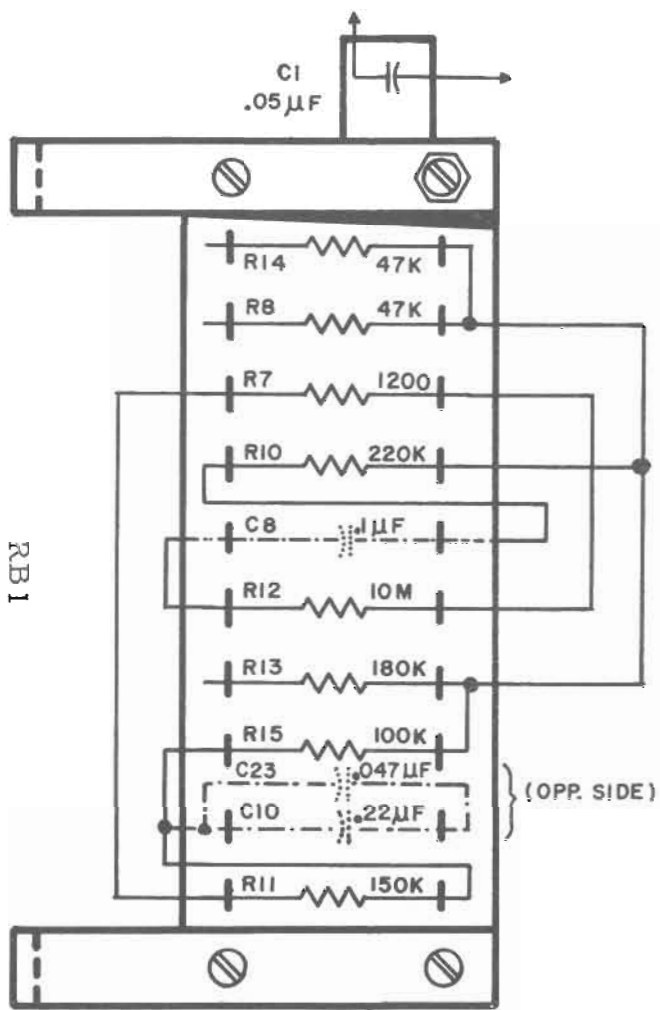 C1
.05µF
R14 47K
R8 47K
R7 1200
R10 220K
C8 .1µF
R12 10M
R13 180K
R15 100K
C23 .047µF
(OPP. SIDE)
C10 .22µF
R11 150K
RB1